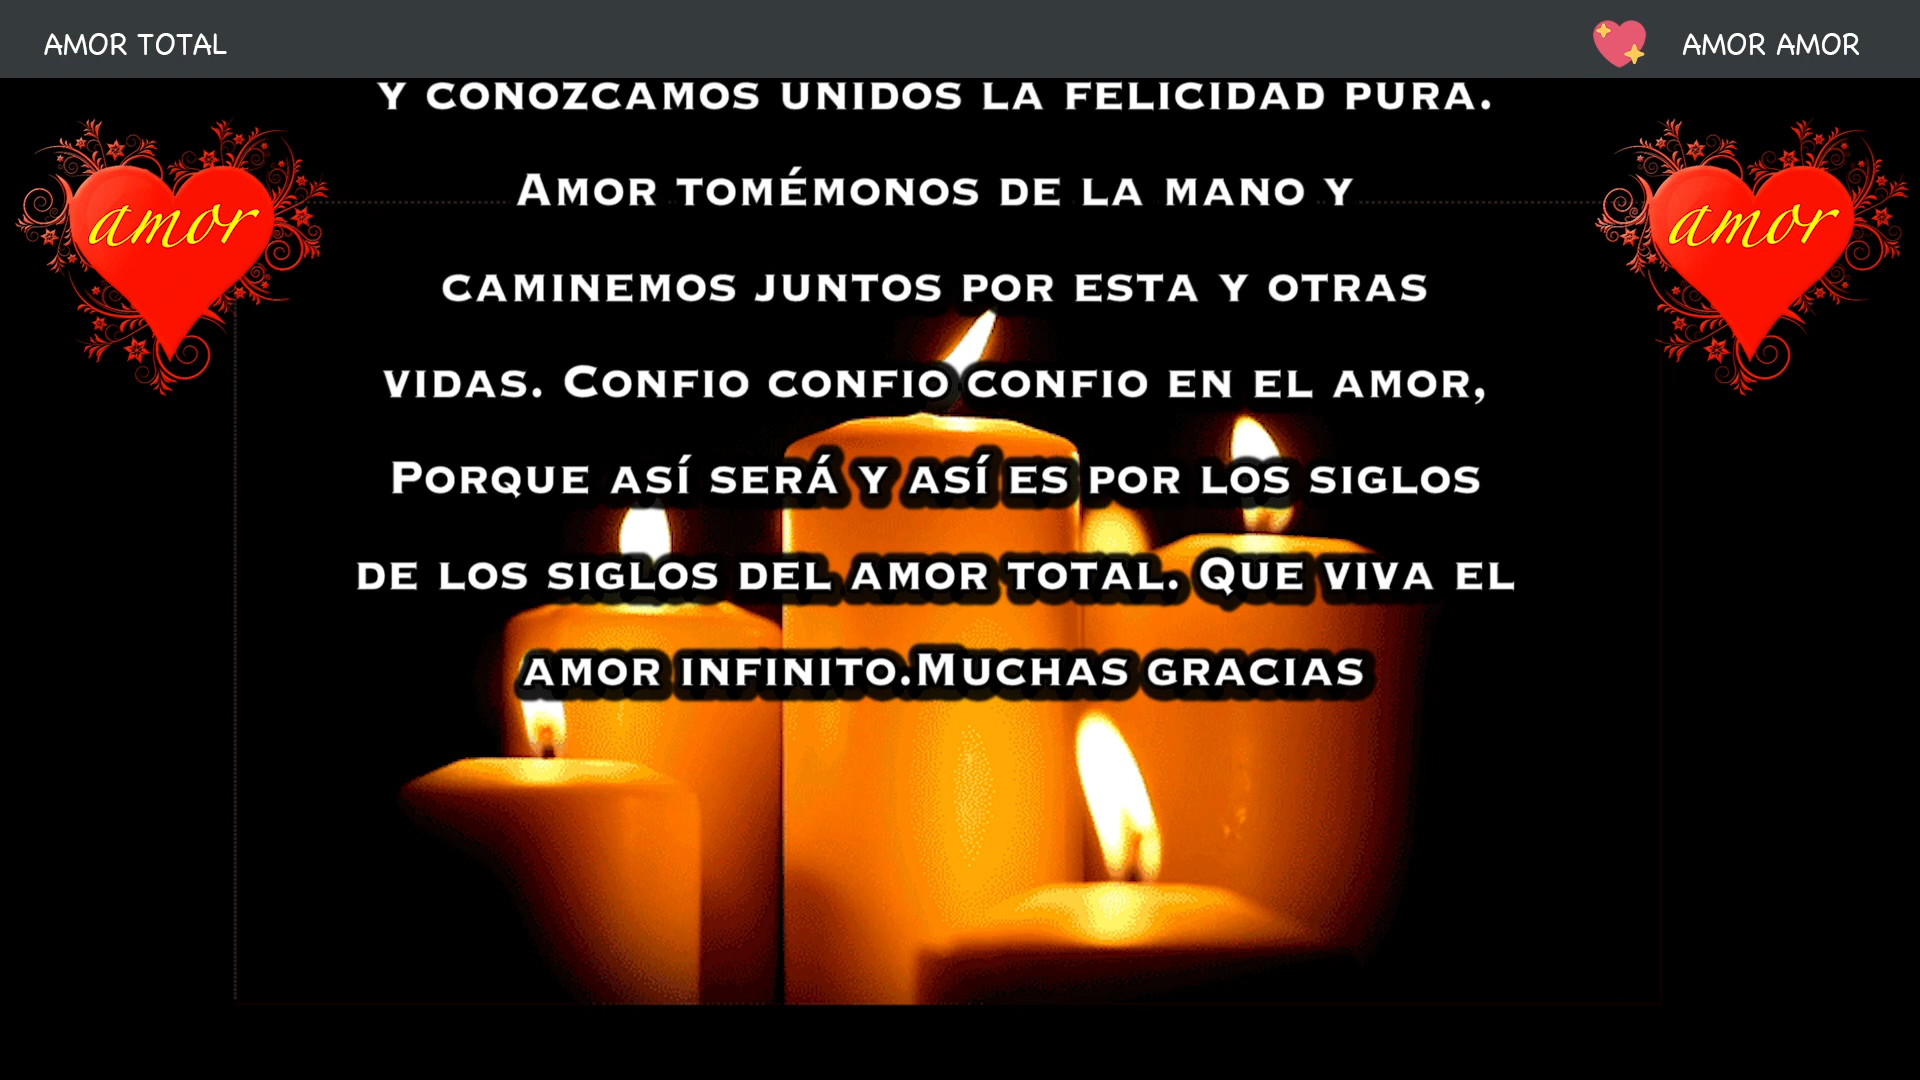 AMOR TOTAL
AMOR AMOR
Y CONOZCAMOS UNIDOS LA FELICIDAD PURA.
amor
amor
AMOR TOMÉMONOS DE LA MANO Y
CAMINEMOS JUNTOS POR ESTA Y OTRAS
VIDAS. CONFIO CONFIO CONFIO EN EL AMOR,
PORQUE ASÍ SERÁ Y ASÍ ES POR LOS SIGLOS
DE LOS SIGLOS DEL AMOR TOTAL. QUE VIVA EL
AMOR INFINITO.MUCHAS GRACIAS